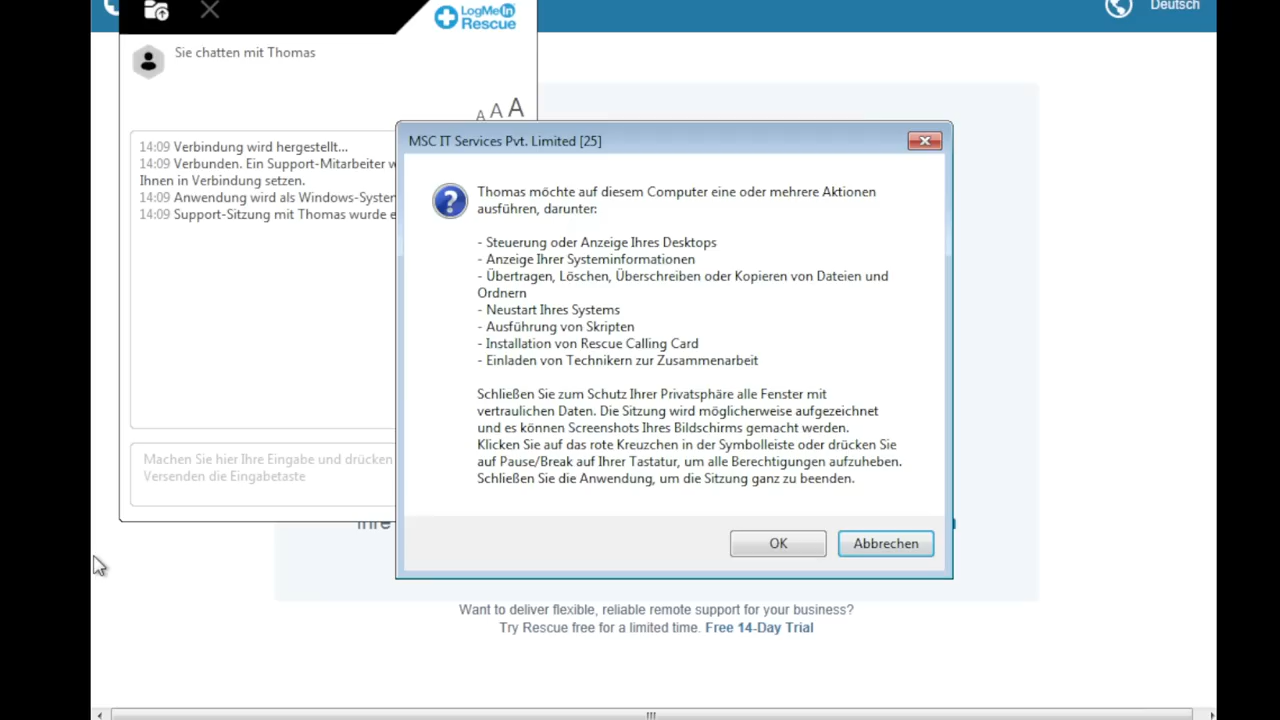 Deutsch
LogMeIn
Rescue
Sie chatten mit Thomas
A A A
14:09 Verbindung wird hergestellt...
14:09 Verbunden. Ein Support-Mitarbeiter
Ihnen in Verbindung setzen.
14:09 Anwendung wird als Windows-System
14:09 Support-Sitzung mit Thomas wurde
Machen Sie hier Ihre Eingabe und drücken
Versenden die Eingabetaste
MSC IT Services Pvt. Limited [25]
Thomas möchte auf diesem Computer eine oder mehrere Aktionen
ausführen, darunter:
- Steuerung oder Anzeige Ihres Desktops
- Anzeige Ihrer Systeminformationen
- Übertragen, Löschen, Überschreiben oder Kopieren von Dateien und
Ordnern
- Neustart Ihres Systems
- Ausführung von Skripten
- Installation von Rescue Calling Card
- Einladen von Technikern zur Zusammenarbeit
Schließen Sie zum Schutz Ihrer Privatsphäre alle Fenster mit
vertraulichen Daten. Die Sitzung wird möglicherweise aufgezeichnet
und es können Screenshots Ihres Bildschirms gemacht werden.
Klicken Sie auf das rote Kreuzchen in der Symbolleiste oder drücken Sie
auf Pause/Break auf Ihrer Tastatur, um alle Berechtigungen aufzuheben.
Schließen Sie die Anwendung, um die Sitzung ganz zu beenden.
OK Abbrechen
Want to deliver flexible, reliable remote support for your business?
Try Rescue free for a limited time. Free 14-Day Trial